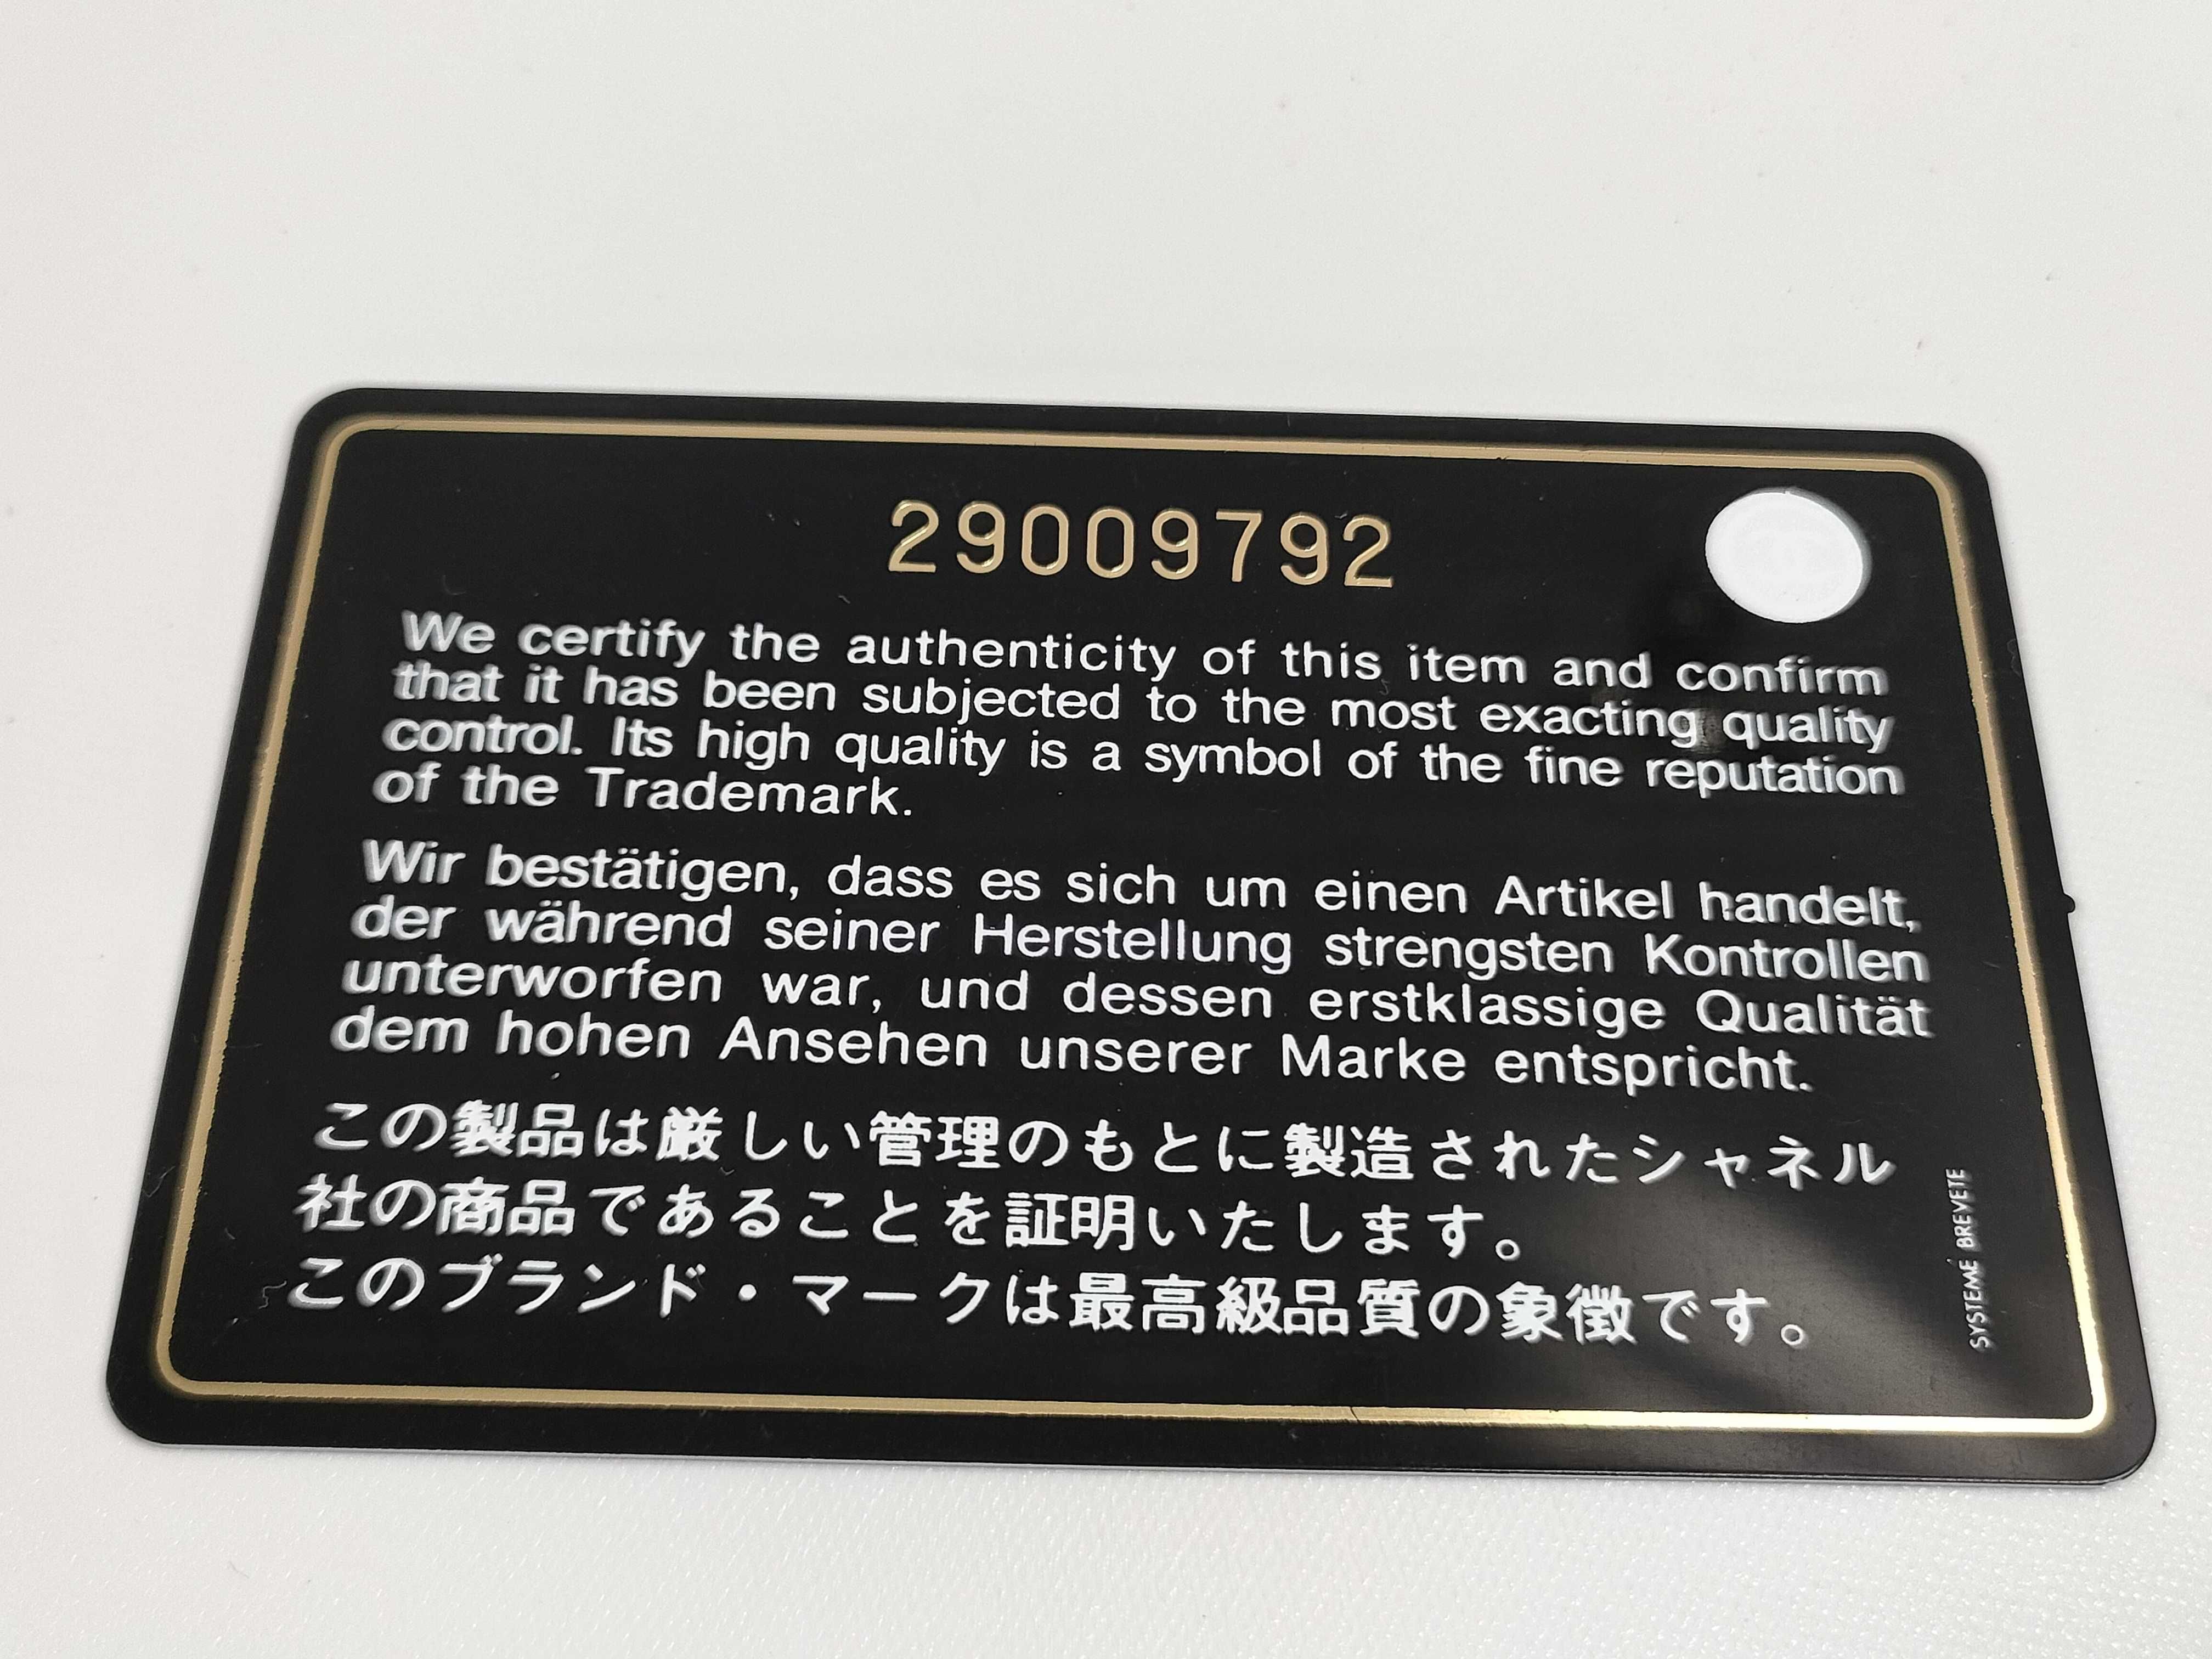 29009792
We certify the authenticity of this item and confirm
that it has been subjected to the most exacting quality
control. Its high quality is a symbol of the fine reputation
of the Trademark.
Wir bestätigen, dass es sich um einen Artikel handelt,
der während seiner Herstellung strengsten Kontrollen
unterworfen war, und dessen erstklassige Qualität
dem hohen Ansehen unserer Marke entspricht.
この製品は厳しい管理のもとに製造されたシャネル
社の商品であることを証明いたします。
このブランド・マークは最高級品質の象徴です。
SYSTEME BREVETE